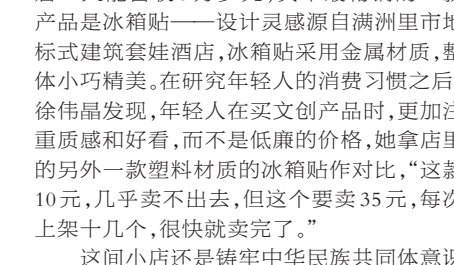 产品是冰箱贴——设计灵感源自满洲里市地
标式建筑套娃酒店，冰箱贴采用金属材质，整
体小巧精美。在研究年轻人的消费习惯之后，
徐伟晶发现，年轻人在买文创产品时，更加注
重质感和好看，而不是低廉的价格，她拿店里
的另外一款塑料材质的冰箱贴作对比，“这款
10元，几乎卖不出去，但这个要卖35元，每次
上架十几个，很快就卖完了。”
这间小店还是铸牢中华民族共同体意识